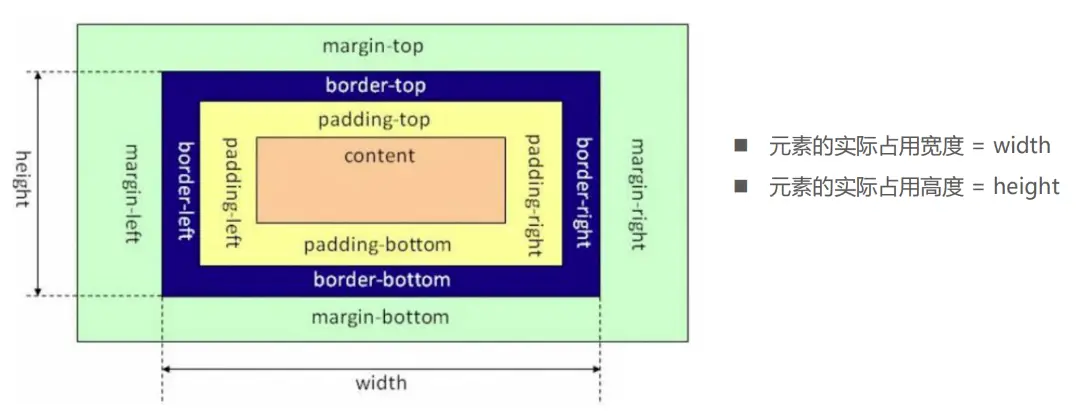 margin-top
border-top
padding-top
content
height
margin-left
border-left
padding-left
padding-right
border-right
margin-right
padding-bottom
border-bottom
margin-bottom
width
■ 元素的实际占用宽度 = width
■ 元素的实际占用高度 = height